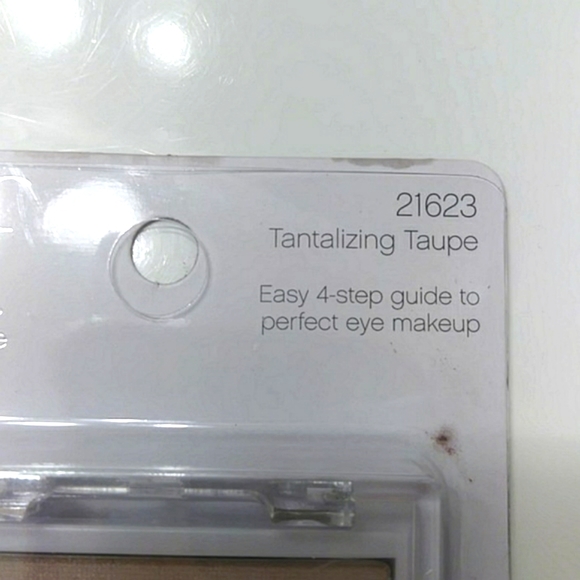 21623
Tantalizing Taupe
Easy 4-step guide to
perfect eye makeup